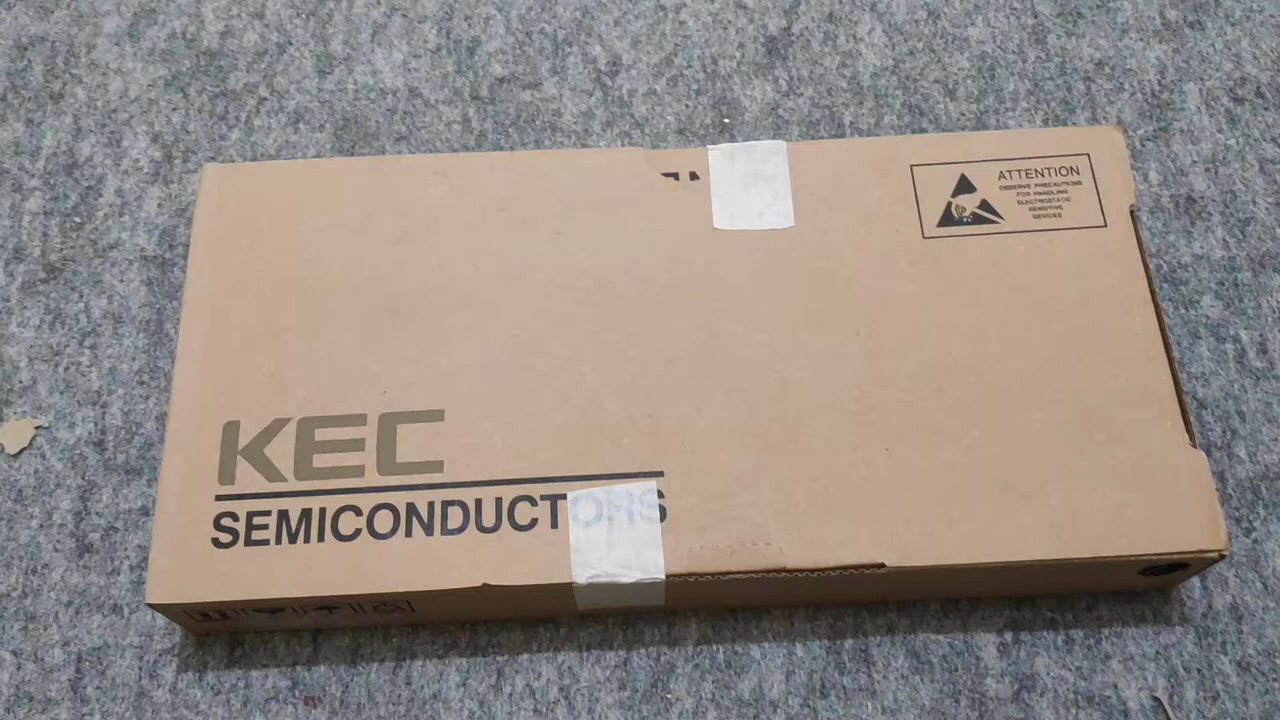 ATTENTION
OBSERVE PRECAUTIONS
FOR HANDLING
ELECTROSTATIC
SENSITIVE
DEVICES
KEC
SEMICONDUCTORS